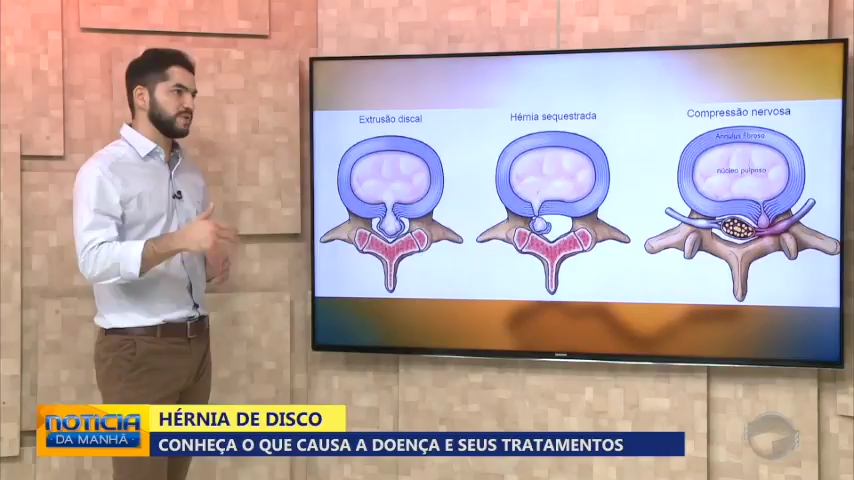 Extrusão discal
Hérnia sequestrada
Compressão nervosa
Annulus fibroso
núcleo pulposo
NOTÍCIA
DA MANHÃ
HÉRNIA DE DISCO
CONHEÇA O QUE CAUSA A DOENÇA E SEUS TRATAMENTOS